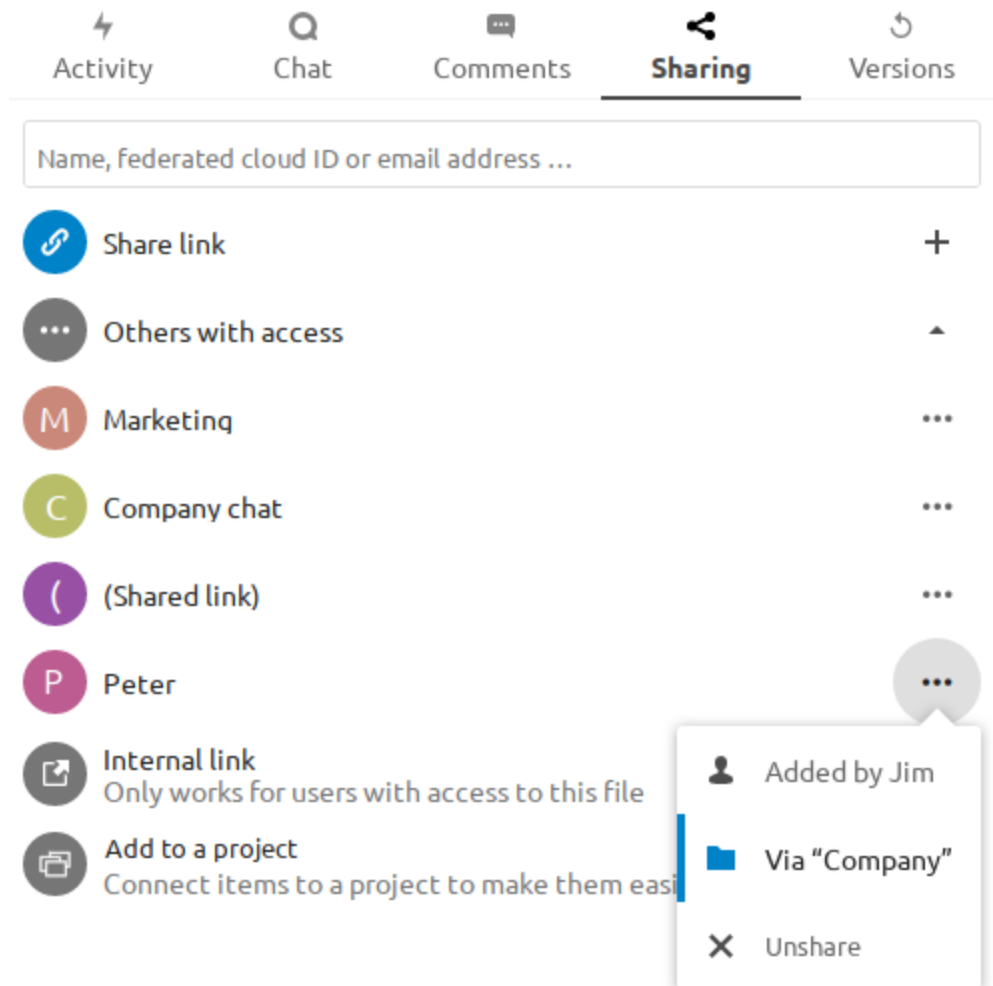 Activity Chat Comments Sharing Versions
Name, federated cloud ID or email address ...
Share link
Others with access
M Marketing
C Company chat
( (Shared link)
P Peter
Internal link
Only works for users with access to this file
Add to a project
Connect items to a project to make them easi
Added by Jim
Via “Company”
Unshare